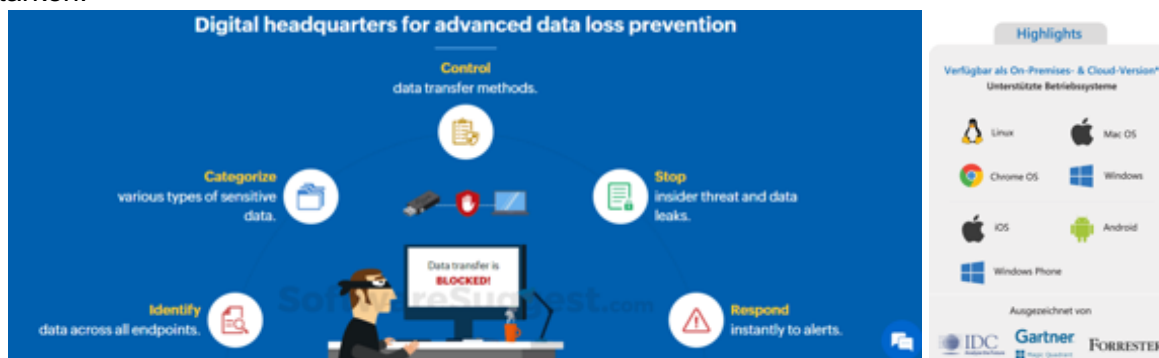 Digital headquarters for advanced data loss prevention
Control
data transfer methods.
Categorize
various types of sensitive
data.
Stop
insider threat and data
leaks.
Data transfer is
BLOCKED!
SoftwareSuggest.com
Identify
data across all endpoints.
Respond
instantly to alerts.
Highlights
Verfügbar als On-Premises- & Cloud-Version*
Unterstützte Betriebssysteme
Linux
Mac OS
Chrome OS
Windows
iOS
Android
Windows Phone
Ausgezeichnet von
IDC
Gartner
Magic Quadrant
FORRESTER